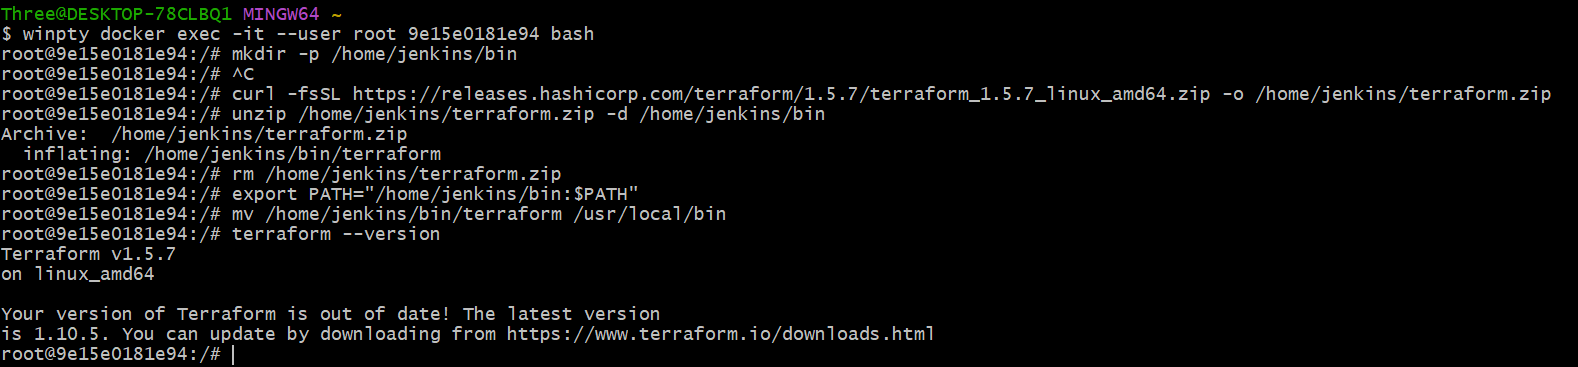 Three@DESKTOP-78CLBQ1 MINGW64 ~
$ winpty docker exec -it --user root 9e15e0181e94 bash
root@9e15e0181e94:/# mkdir -p /home/jenkins/bin
root@9e15e0181e94:/# ^C
root@9e15e0181e94:/# curl -fsSL https://releases.hashicorp.com/terraform/1.5.7/terraform_1.5.7_linux_amd64.zip -o /home/jenkins/terraform.zip
root@9e15e0181e94:/# unzip /home/jenkins/terraform.zip -d /home/jenkins/bin
Archive:  /home/jenkins/terraform.zip
  inflating: /home/jenkins/bin/terraform
root@9e15e0181e94:/# rm /home/jenkins/terraform.zip
root@9e15e0181e94:/# export PATH="/home/jenkins/bin:$PATH"
root@9e15e0181e94:/# mv /home/jenkins/bin/terraform /usr/local/bin
root@9e15e0181e94:/# terraform --version
Terraform v1.5.7
on linux_amd64

Your version of Terraform is out of date! The latest version
is 1.10.5. You can update by downloading from https://www.terraform.io/downloads.html
root@9e15e0181e94:/#